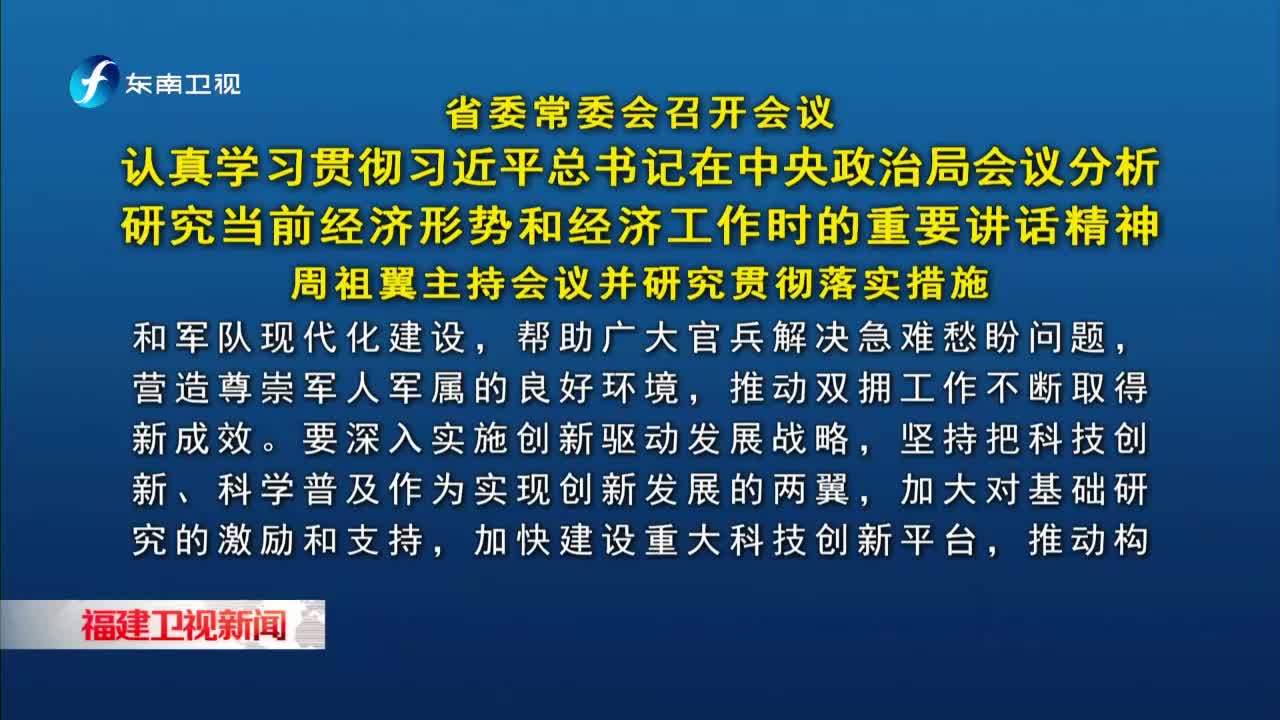 东南卫视
省委常委会召开会议
认真学习贯彻习近平总书记在中央政治局会议分析
研究当前经济形势和经济工作时的重要讲话精神
周祖翼主持会议并研究贯彻落实措施
和军队现代化建设，帮助广大官兵解决急难愁盼问题，
营造尊崇军人军属的良好环境，推动双拥工作不断取得
新成效。要深入实施创新驱动发展战略，坚持把科技创
新、科学普及作为实现创新发展的两翼，加大对基础研
究的激励和支持，加快建设重大科技创新平台，推动构
福建卫视新闻